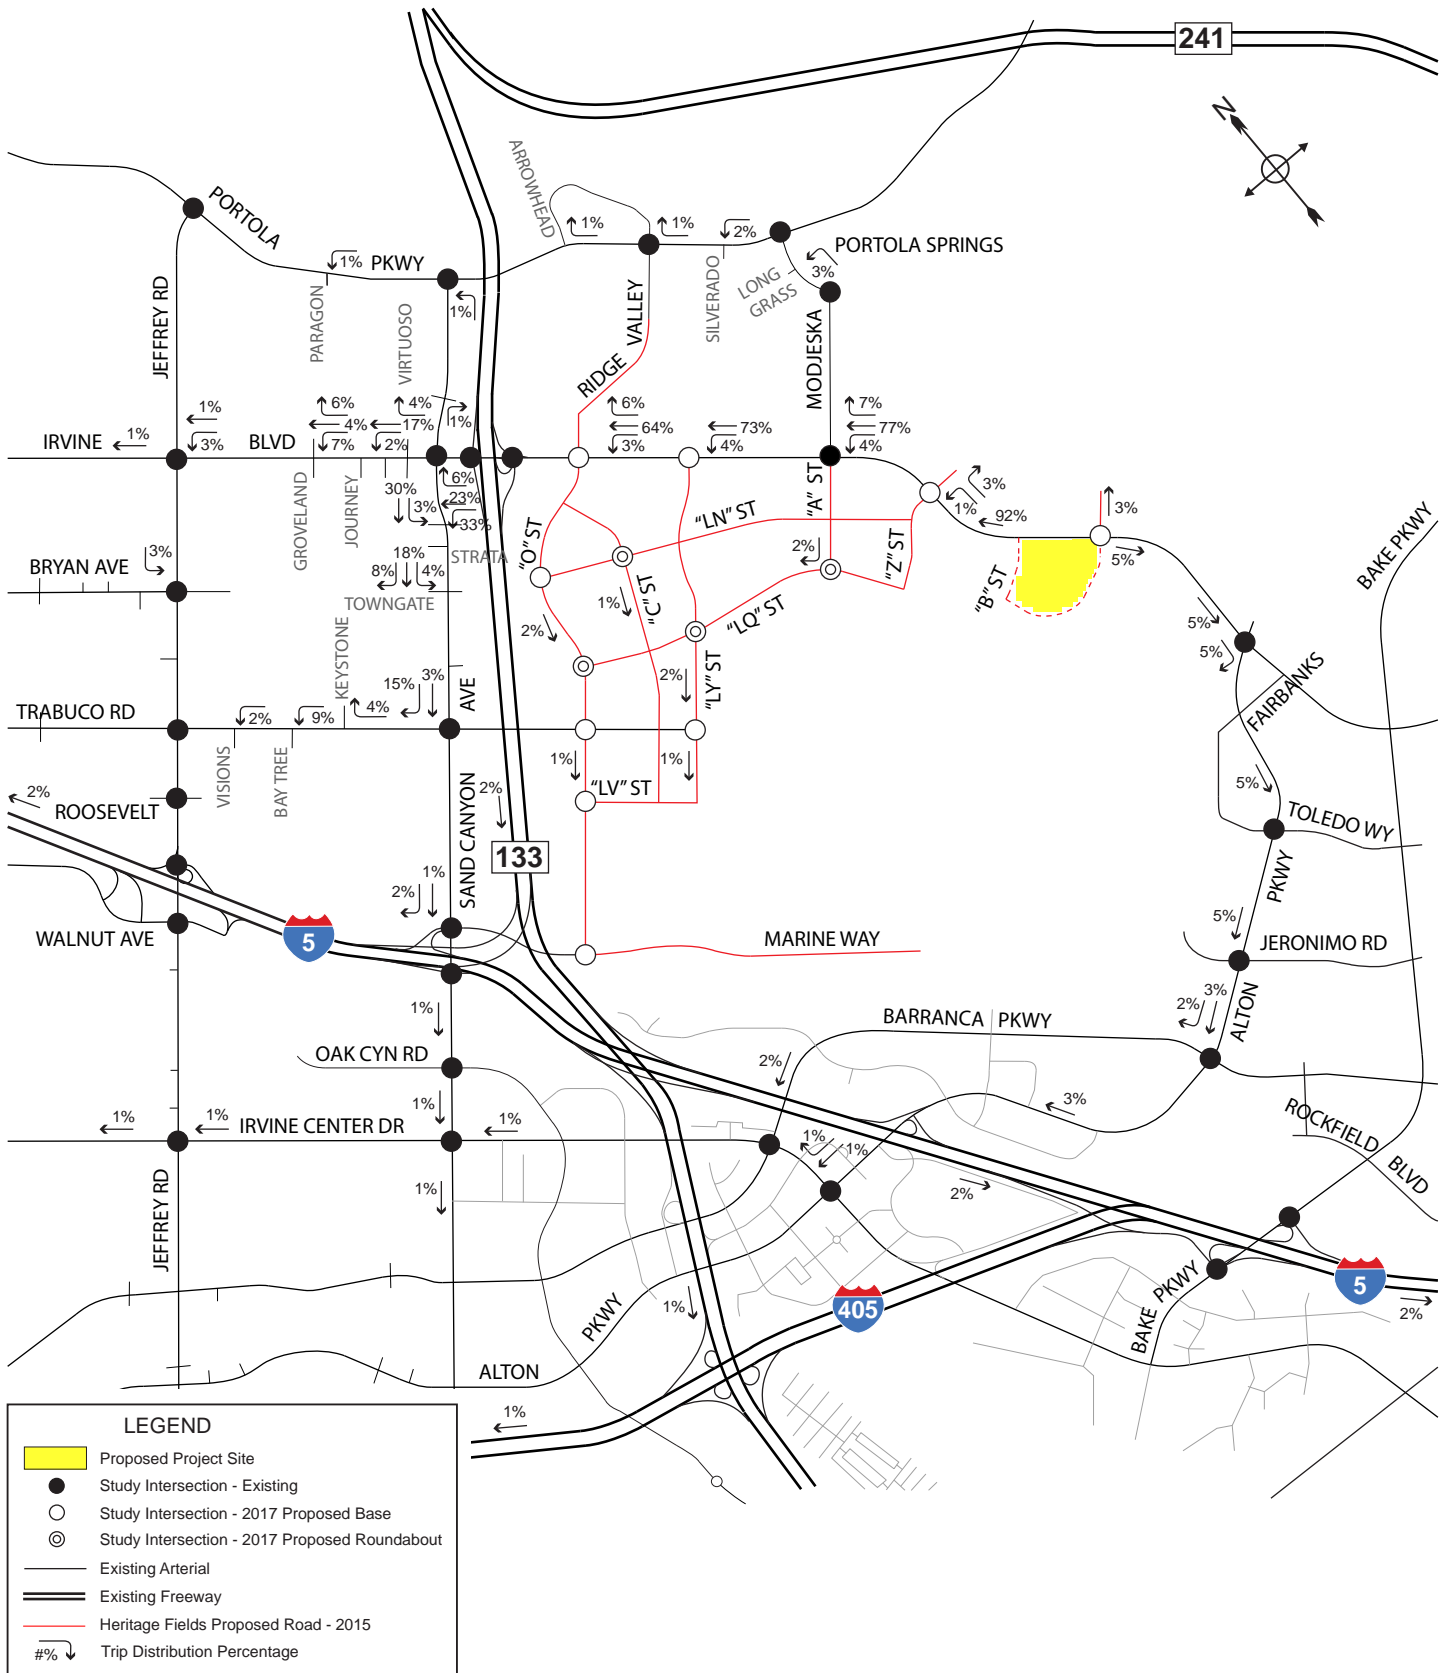 241
N
ARROWHEAD
PORTOLA
PKWY
1%
1%
1%
2%
PORTOLA SPRINGS
3%
LONG
GRASS
SILVERADO
1%
JEFFREY RD
PARAGON
VIRTUOSO
RIDGE
VALLEY
MODJESKA
1%
3%
1%
IRVINE
BLVD
6%
4%
7%
4%
17%
2%
1%
6%
64%
3%
73%
4%
7%
77%
4%
GROVELAND
JOURNEY
30%
3%
6%
23%
33%
STRATA
"A" ST
3%
1%
92%
3%
5%
BAKE PKWY
BRYAN AVE
3%
18%
8%
4%
TOWNGATE
"O" ST
"LN" ST
"C" ST
1%
2%
"Z" ST
"B" ST
2%
"LQ" ST
5%
5%
FAIRBANKS
KEYSTONE
15%
3%
AVE
2%
"LY" ST
TRABUCO RD
2%
9%
4%
VISIONS
BAY TREE
1%
1%
"LV" ST
5%
TOLEDO WY
2%
ROOSEVELT
2%
SAND CANYON
133
PKWY
1%
2%
WALNUT AVE
5
MARINE WAY
5%
JERONIMO RD
3%
2%
ALTON
BARRANCA PKWY
1%
OAK CYN RD
2%
3%
ROCKFIELD
BLVD
1%
1%
1%
IRVINE CENTER DR
1%
1%
1%
1%
2%
JEFFREY RD
PKWY
1%
405
BAKE PKWY
5
2%
ALTON
1%
LEGEND
Proposed Project Site
Study Intersection - Existing
Study Intersection - 2017 Proposed Base
Study Intersection - 2017 Proposed Roundabout
Existing Arterial
Existing Freeway
Heritage Fields Proposed Road - 2015
#% Trip Distribution Percentage